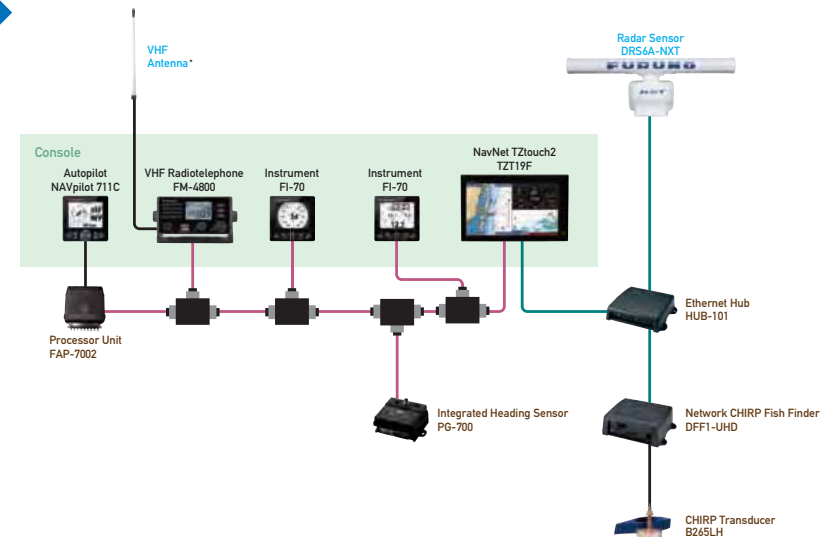 VHF
Antenna*
Radar Sensor
DRS6A-NXT
FURUNO
NXT
Console
Autopilot
NAVpilot 711C
VHF Radiotelephone
FM-4800
Instrument
FI-70
Instrument
FI-70
NavNet TZtouch2
TZT19F
Ethernet Hub
HUB-101
Processor Unit
FAP-7002
Integrated Heading Sensor
PG-700
Network CHIRP Fish Finder
DFF1-UHD
CHIRP Transducer
B265LH